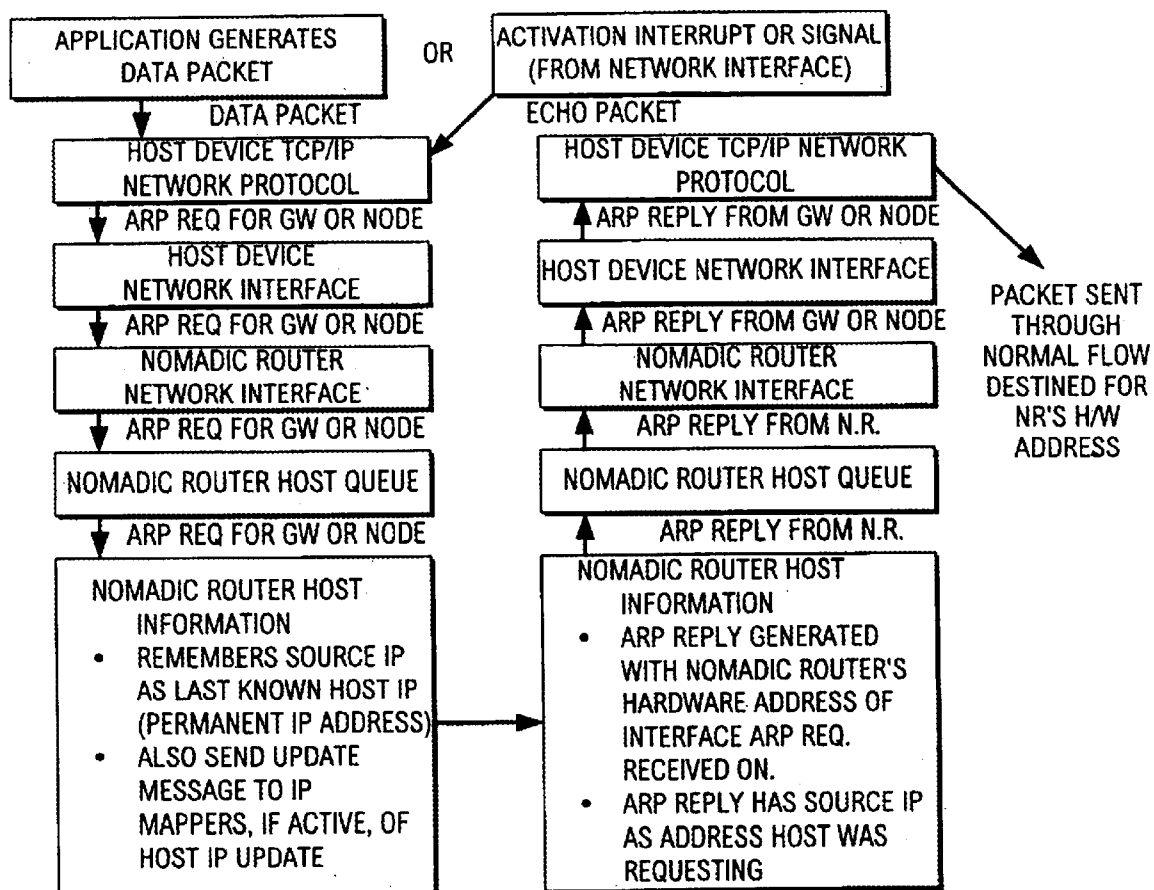 APPLICATION GENERATES
DATA PACKET
OR
ACTIVATION INTERRUPT OR SIGNAL
(FROM NETWORK INTERFACE)
DATA PACKET
ECHO PACKET
HOST DEVICE TCP/IP
NETWORK PROTOCOL
ARP REQ FOR GW OR NODE
HOST DEVICE
NETWORK INTERFACE
ARP REQ FOR GW OR NODE
NOMADIC ROUTER
NETWORK INTERFACE
ARP REQ FOR GW OR NODE
NOMADIC ROUTER HOST QUEUE
ARP REQ FOR GW OR NODE
NOMADIC ROUTER HOST
INFORMATION
• REMEMBERS SOURCE IP
AS LAST KNOWN HOST IP
(PERMANENT IP ADDRESS)
• ALSO SEND UPDATE
MESSAGE TO IP
MAPPERS, IF ACTIVE, OF
HOST IP UPDATE
HOST DEVICE TCP/IP NETWORK
PROTOCOL
ARP REPLY FROM GW OR NODE
HOST DEVICE NETWORK INTERFACE
ARP REPLY FROM GW OR NODE
NOMADIC ROUTER
NETWORK INTERFACE
ARP REPLY FROM N.R.
NOMADIC ROUTER HOST QUEUE
ARP REPLY FROM N.R.
NOMADIC ROUTER HOST
INFORMATION
• ARP REPLY GENERATED
WITH NOMADIC ROUTER'S
HARDWARE ADDRESS OF
INTERFACE ARP REQ.
RECEIVED ON.
• ARP REPLY HAS SOURCE IP
AS ADDRESS HOST WAS
REQUESTING
PACKET SENT
THROUGH
NORMAL FLOW
DESTINED FOR
NR'S H/W
ADDRESS